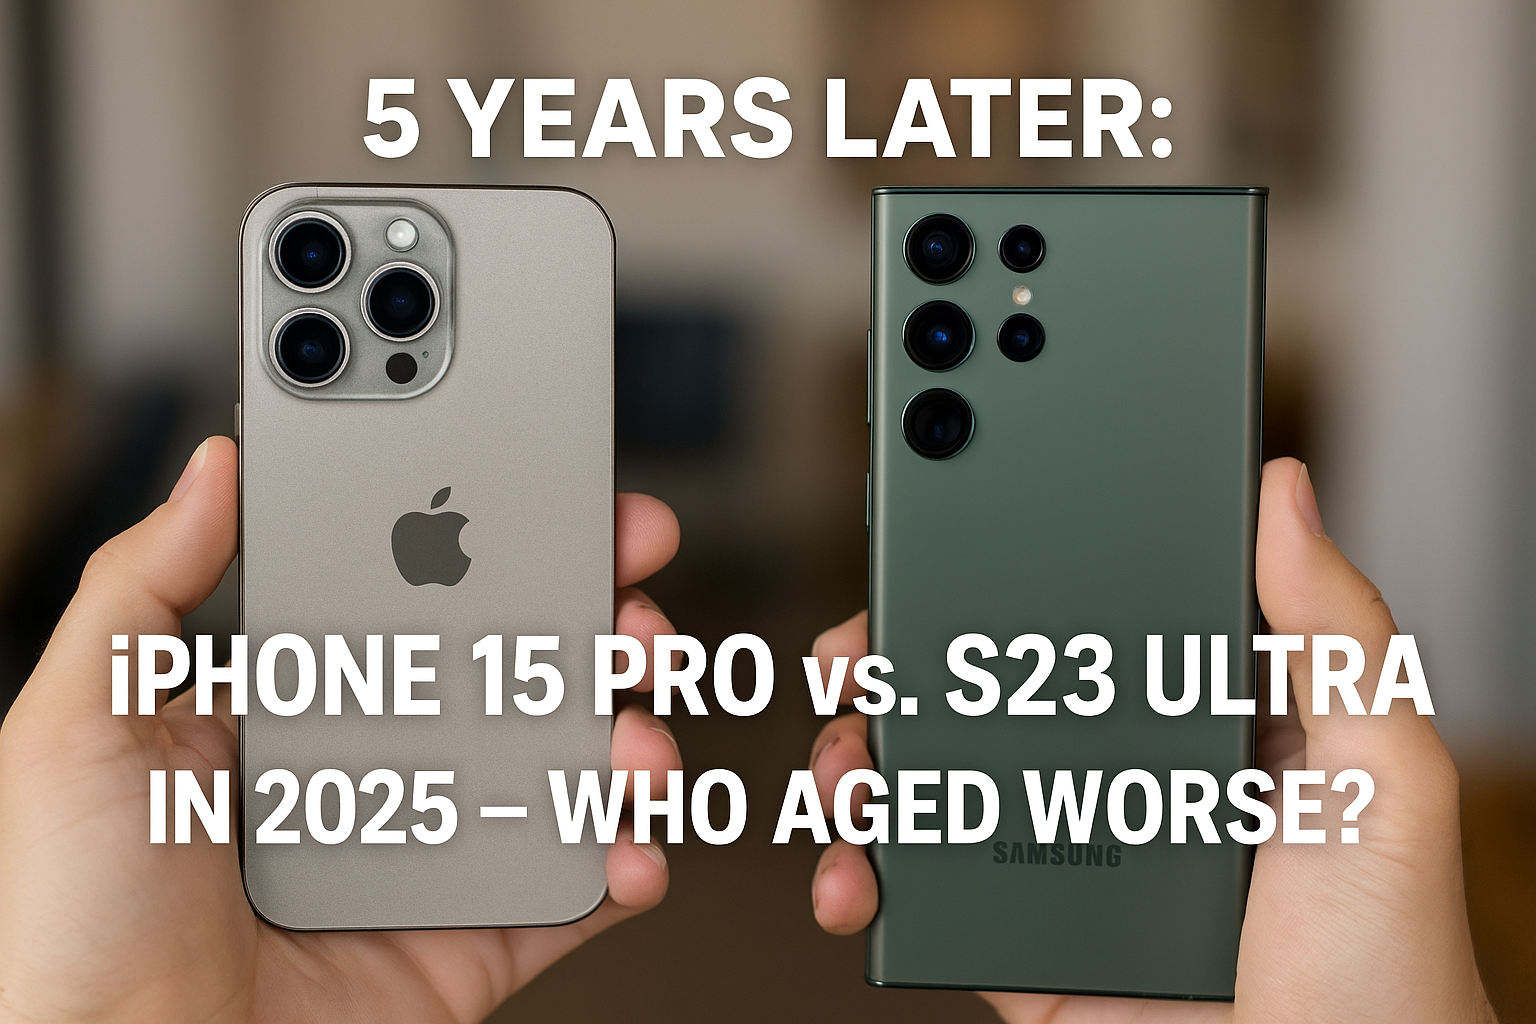 5 YEARS LATER:
iPHONE 15 PRO vs. S23 ULTRA
IN 2025 – WHO AGED WORSE?
SAMSUNG